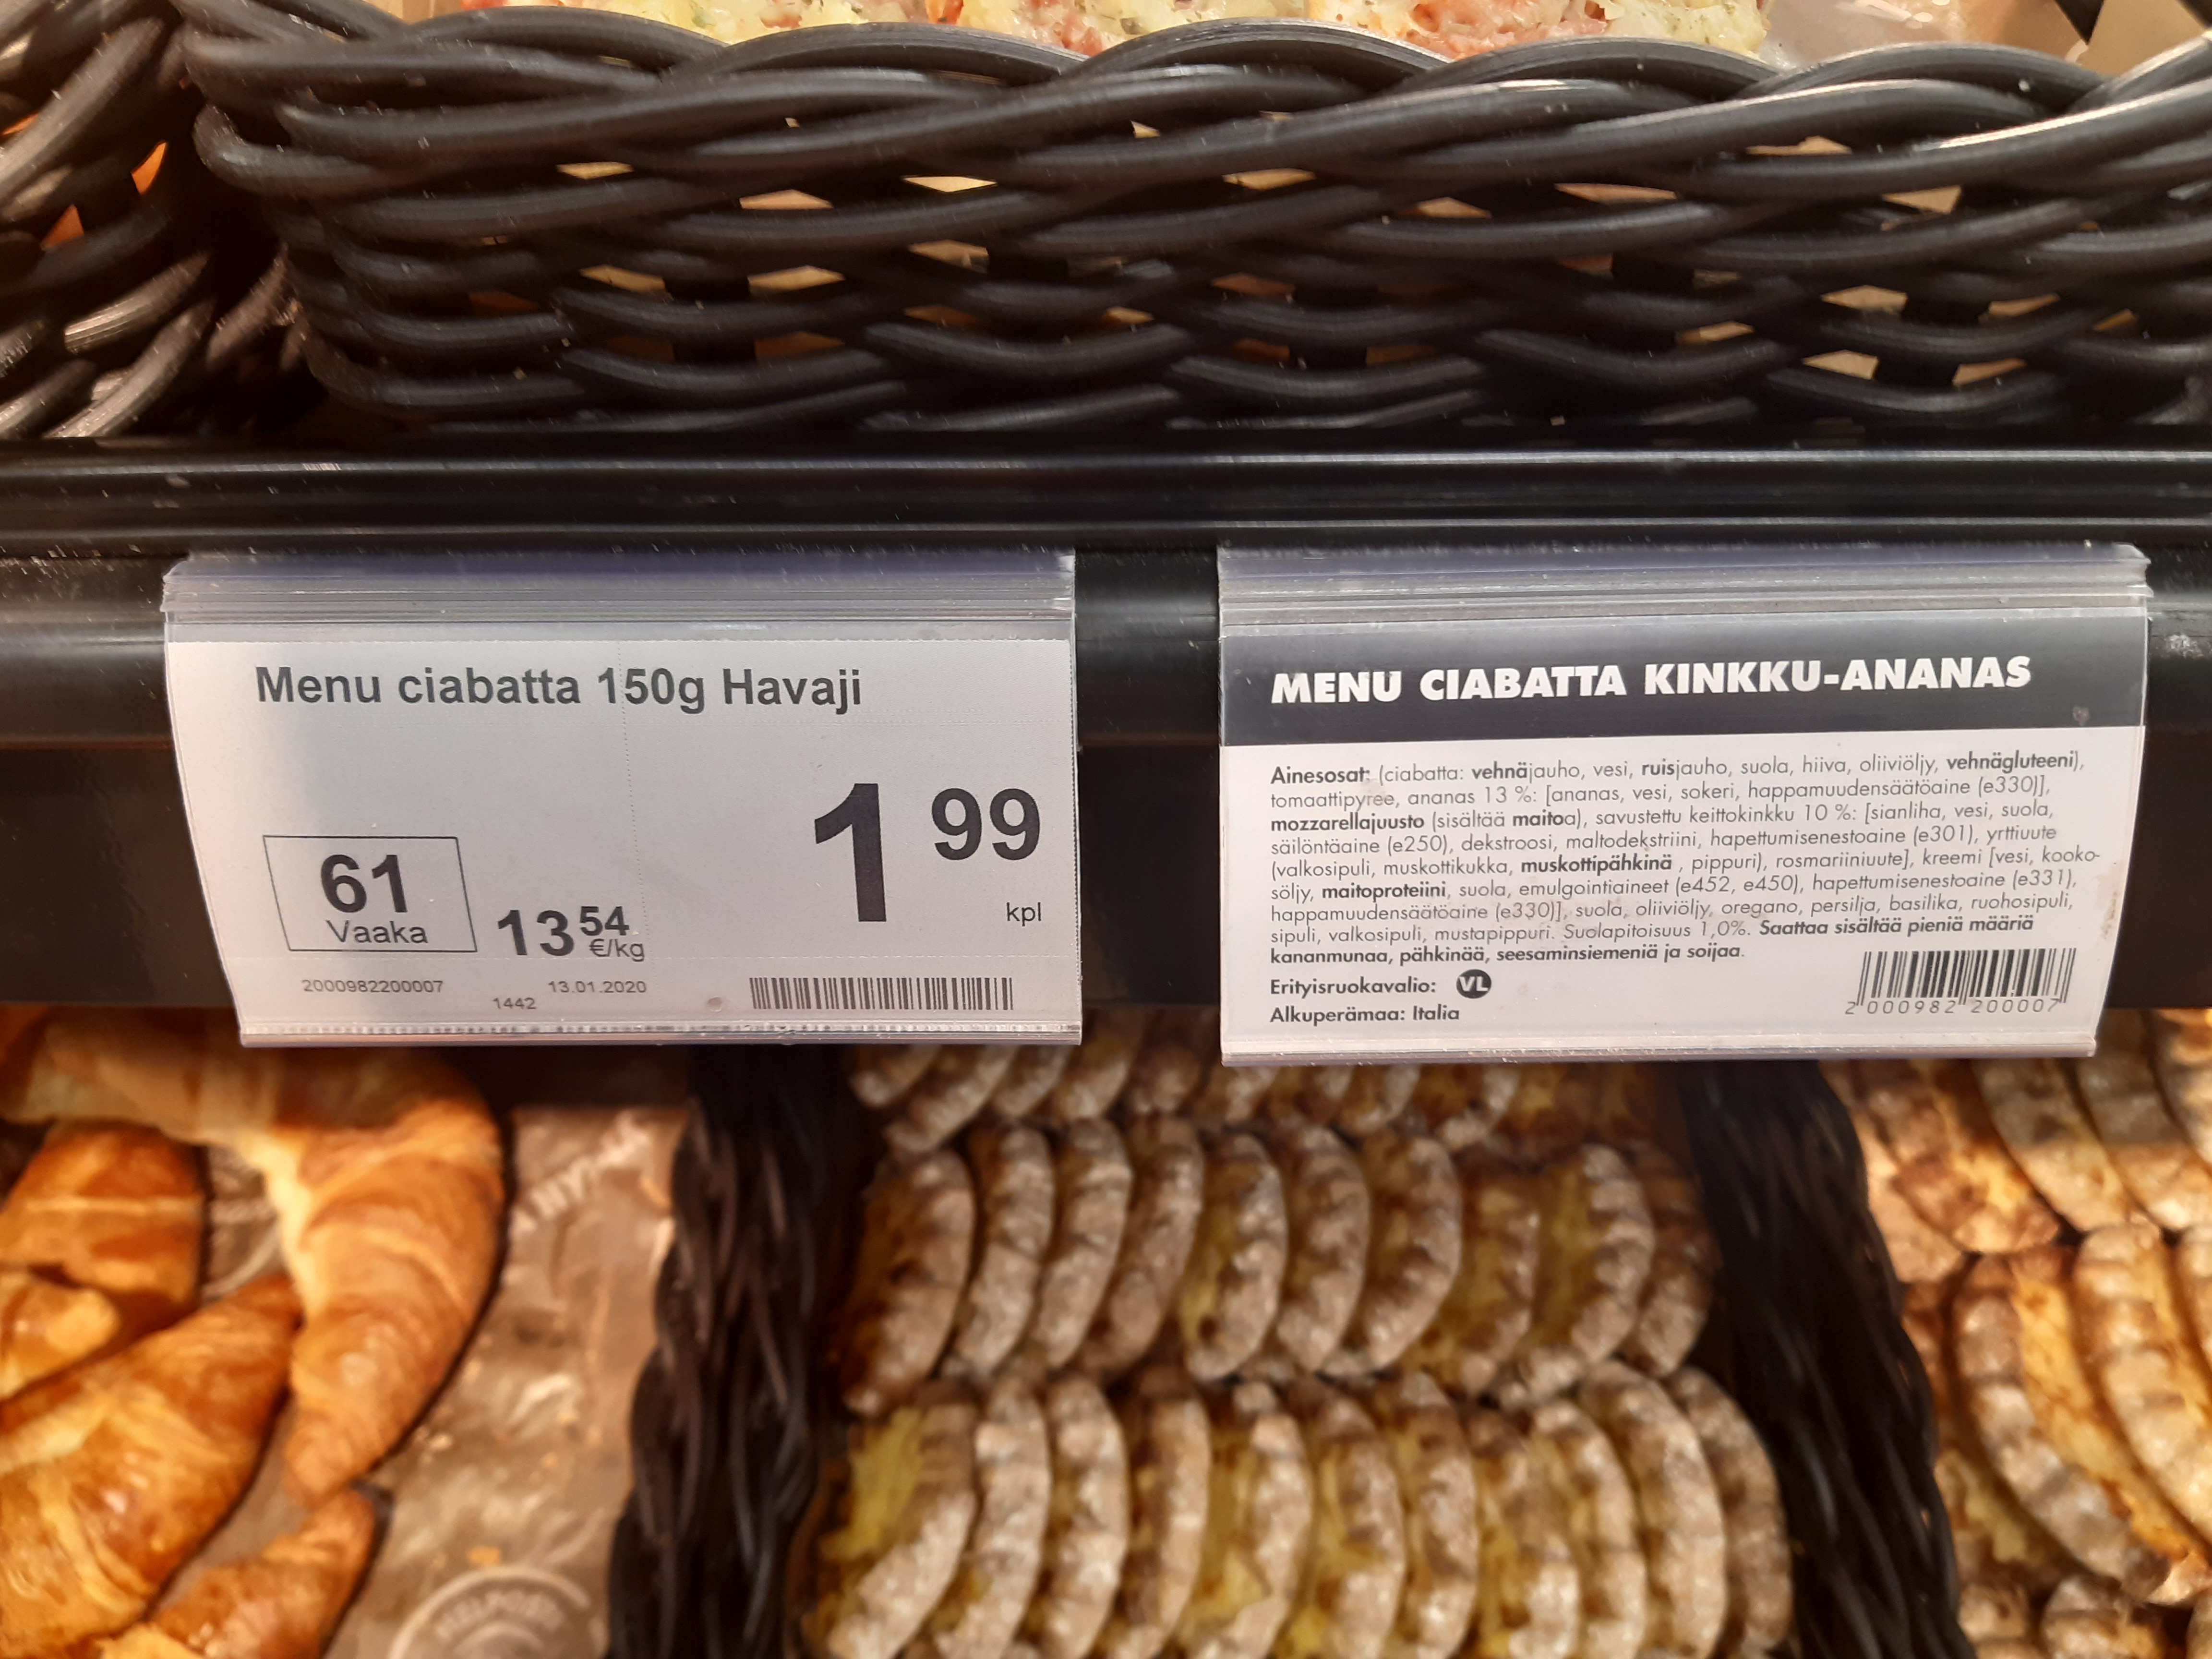 Menu ciabatta 150g Havaji
1 99
kpl
61
Vaaka
13 54
€/kg
2000982200007
1442
13.01.2020
MENU CIABATTA KINKKU-ANANAS
Ainesosat: (ciabatta: vehnäjauho, vesi, ruisjauho, suola, hiiva, oliiviöljy, vehnägluteeni),
tomaattipyree, ananas 13 %: [ananas, vesi, sokeri, happamuudensäätöaine (e330)],
mozzarellajuusto (sisältää maitoa), savustettu keittokinkku 10 %: [sianliha, vesi, suola,
säilöntäaine (e250), dekstroosi, maltodekstriini, hapettumisenestoaine (e301), yrttiuute
(valkosipuli, muskottikukka, muskottipähkinä , pippuri), rosmariiniuute], kreemi [vesi, kooko-
söljy, maitoproteiini, suola, emulgointiaineet (e452, e450), hapettumisenestoaine (e331),
happamuudensäätöaine (e330)], suola, oliiviöljy, oregano, persilja, basilika, ruohosipuli,
sipuli, valkosipuli, mustapippuri. Suolapitoisuus 1,0%. Saattaa sisältää pieniä määriä
kananmunaa, pähkinää, seesaminsiemeniä ja soijaa.
Erityisruokavalio: VL
Alkuperämaa: Italia
2 000982 200007